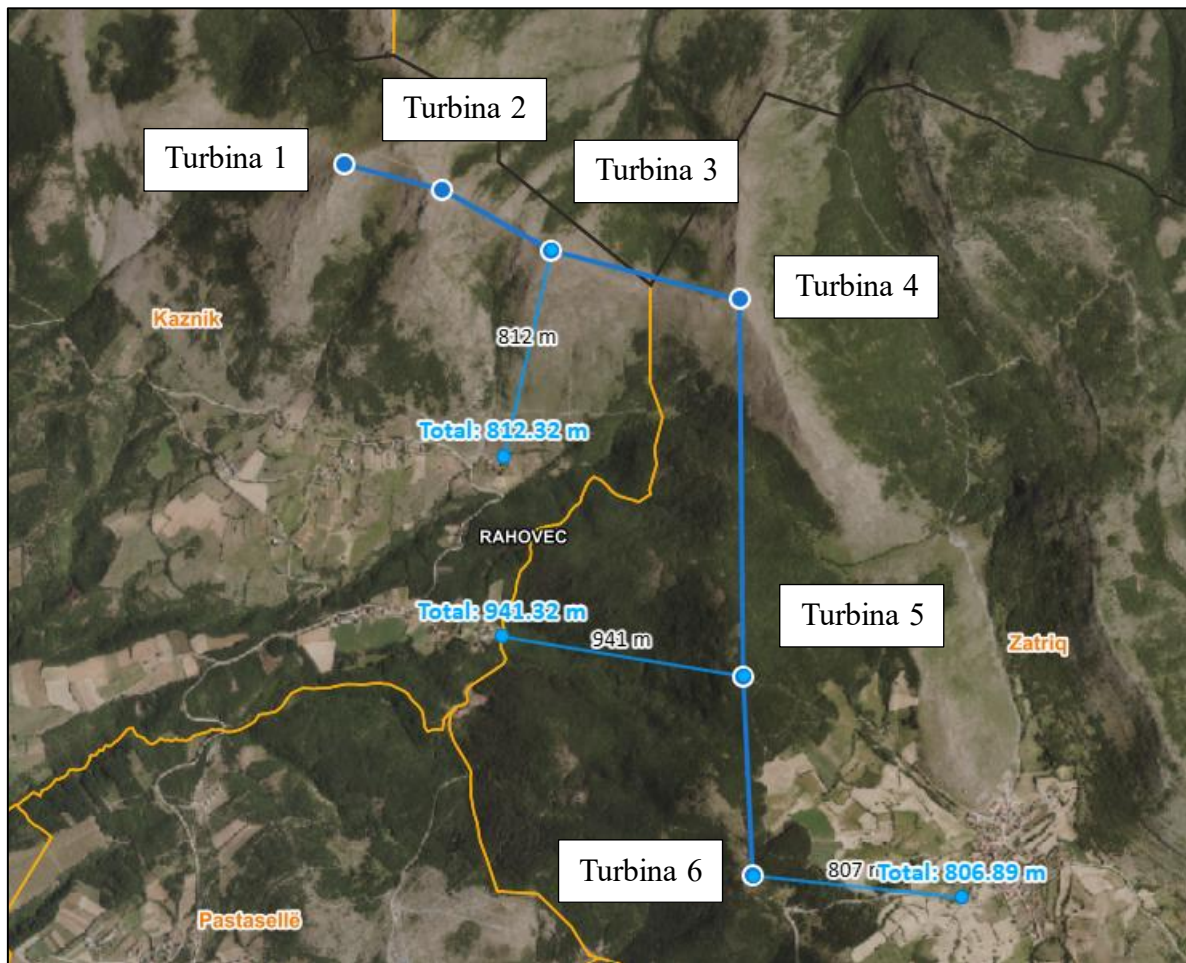 Turbina 2
Turbina 1
Turbina 3
Turbina 4
Kaznik
812 m
Total: 812.32 m
RAHOVEC
Total: 941.32 m
941 m
Turbina 5
Zatriq
Turbina 6
807 m
Total: 806.89 m
Pastasellë